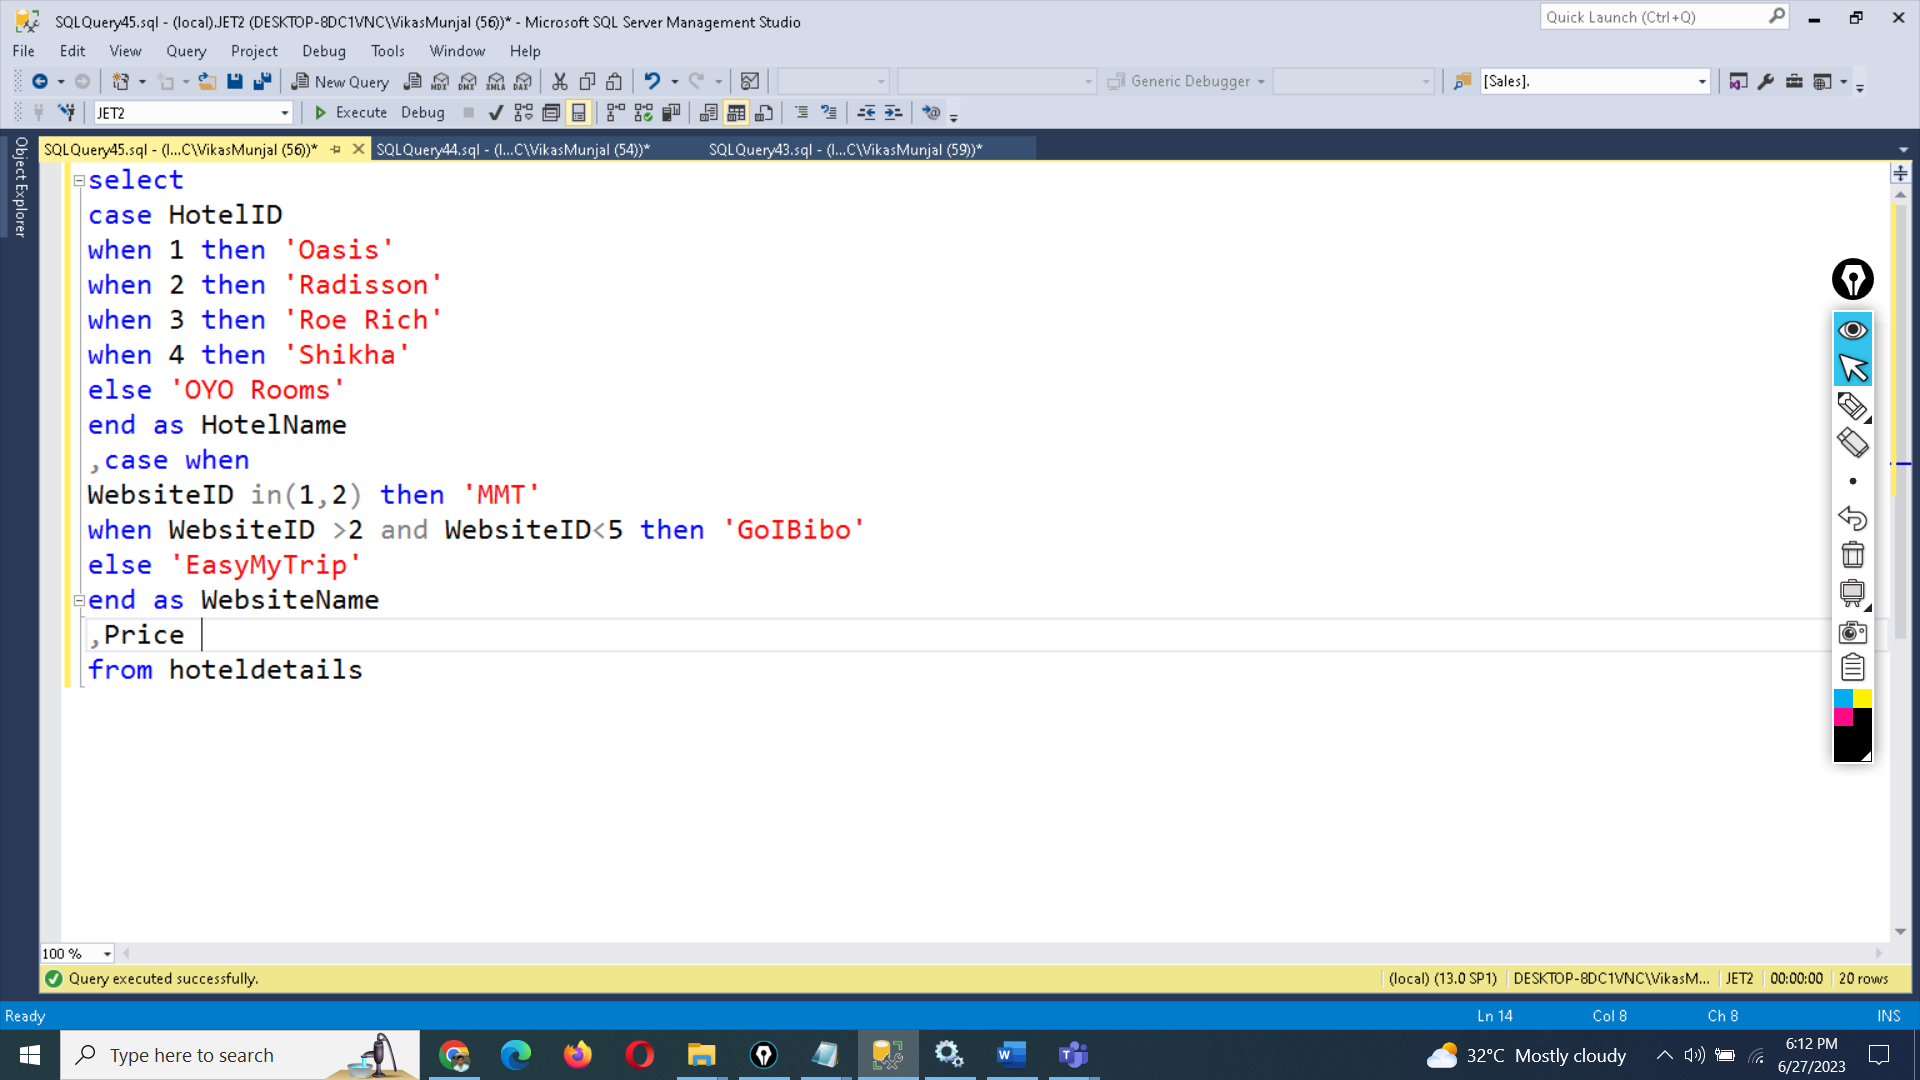 SQLQuery45.sql - (local).JET2 (DESKTOP-8DC1VNC\VikasMunjal (56))* - Microsoft SQL Server Management Studio
Quick Launch (Ctrl+Q)
File Edit View Query Project Debug Tools Window Help
New Query
MDX DMX XMLA DAX
Generic Debugger
[Sales].
JET2
Execute Debug
Object Explorer
SQLQuery45.sql - (l...C\VikasMunjal (56))*
SQLQuery44.sql - (l...C\VikasMunjal (54))*
SQLQuery43.sql - (l...C\VikasMunjal (59))*
select
case HotelID
when 1 then 'Oasis'
when 2 then 'Radisson'
when 3 then 'Roe Rich'
when 4 then 'Shikha'
else 'OYO Rooms'
end as HotelName
,case when
WebsiteID in(1,2) then 'MMT'
when WebsiteID >2 and WebsiteID<5 then 'GoIBibo'
else 'EasyMyTrip'
end as WebsiteName
,Price
from hoteldetails
100 %
Query executed successfully.
(local) (13.0 SP1) DESKTOP-8DC1VNC\VikasM... JET2 00:00:00 20 rows
Ready
Ln 14 Col 8 Ch 8 INS
Type here to search
32°C Mostly cloudy
6:12 PM
6/27/2023